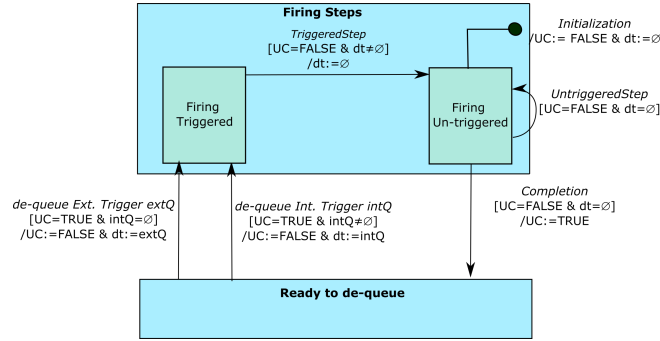 Firing Steps
Initialization
/UC:= FALSE & dt:=∅
TriggeredStep
[UC=FALSE & dt≠∅]
/dt:=∅
Firing
Triggered
Firing
Un-triggered
UntriggeredStep
[UC=FALSE & dt=∅]
de-queue Ext. Trigger extQ
[UC=TRUE & intQ=∅]
/UC:=FALSE & dt:=extQ
de-queue Int. Trigger intQ
[UC=TRUE & intQ≠∅]
/UC:=FALSE & dt:=intQ
Completion
[UC=FALSE & dt=∅]
/UC:=TRUE
Ready to de-queue